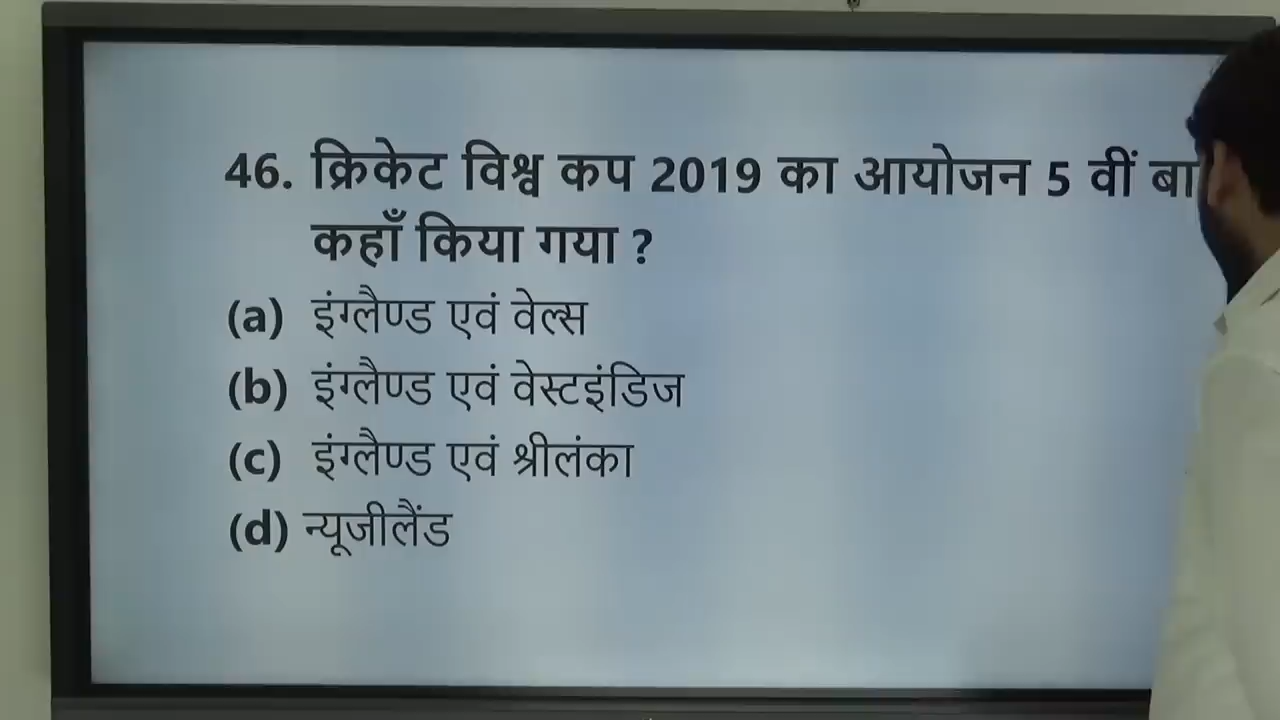 46. क्रिकेट विश्व कप 2019 का आयोजन 5 वीं
कहाँ किया गया ?
(a) इंग्लैण्ड एवं वेल्स
(b) इंग्लैण्ड एवं वेस्टइंडिज
(c) इंग्लैण्ड एवं श्रीलंका
(d) न्यूजीलैंड